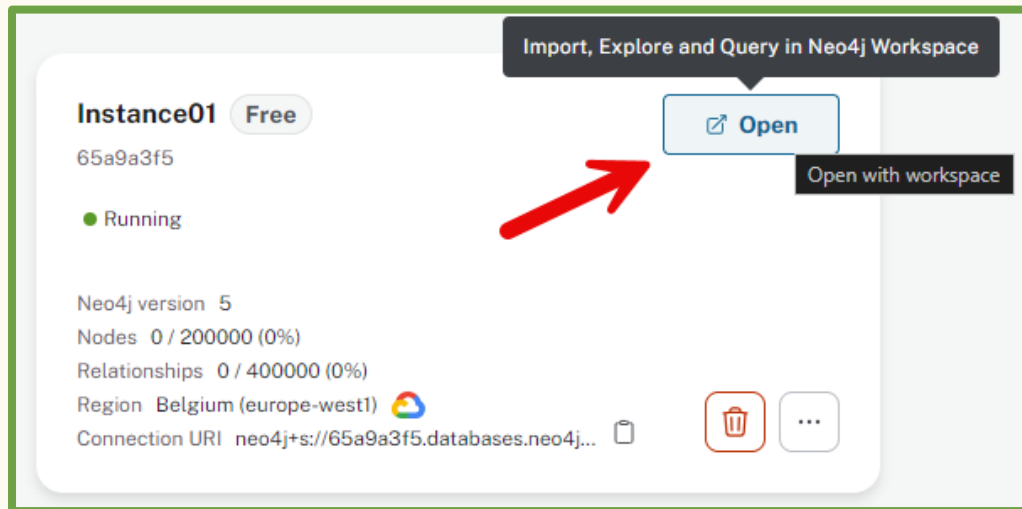 Import, Explore and Query in Neo4j Workspace
Instance01 Free
Open
65a9a3f5
Open with workspace
Running
Neo4j version 5
Nodes 0 / 200000 (0%)
Relationships 0 / 400000 (0%)
Region Belgium (europe-west1)
Connection URI neo4j+s://65a9a3f5.databases.neo4j...